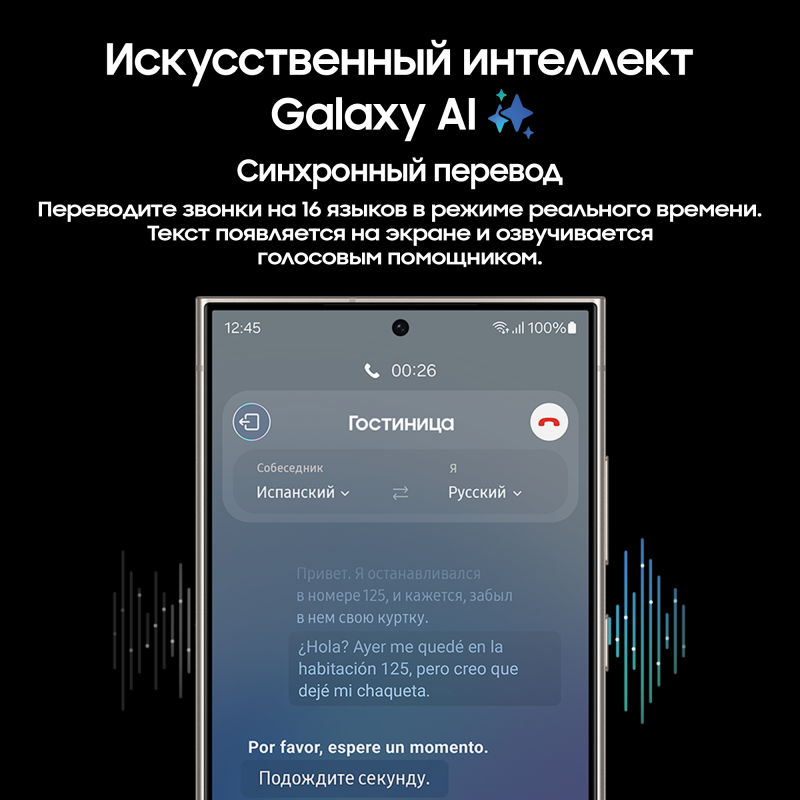 Искусственный интеллект
Galaxy AI
Синхронный перевод
Переводите звонки на 16 языков в режиме реального времени.
Текст появляется на экране и озвучивается
голосовым помощником.
12:45
100%
00:26
Гостиница
Собеседник
Я
Испанский
Русский
Привет. Я останавливался
в номере 125, и кажется, забыл
в нем свою куртку.
¿Hola? Ayer me quedé en la
habitación 125, pero creo que
dejé mi chaqueta.
Por favor, espere un momento.
Подождите секунду.